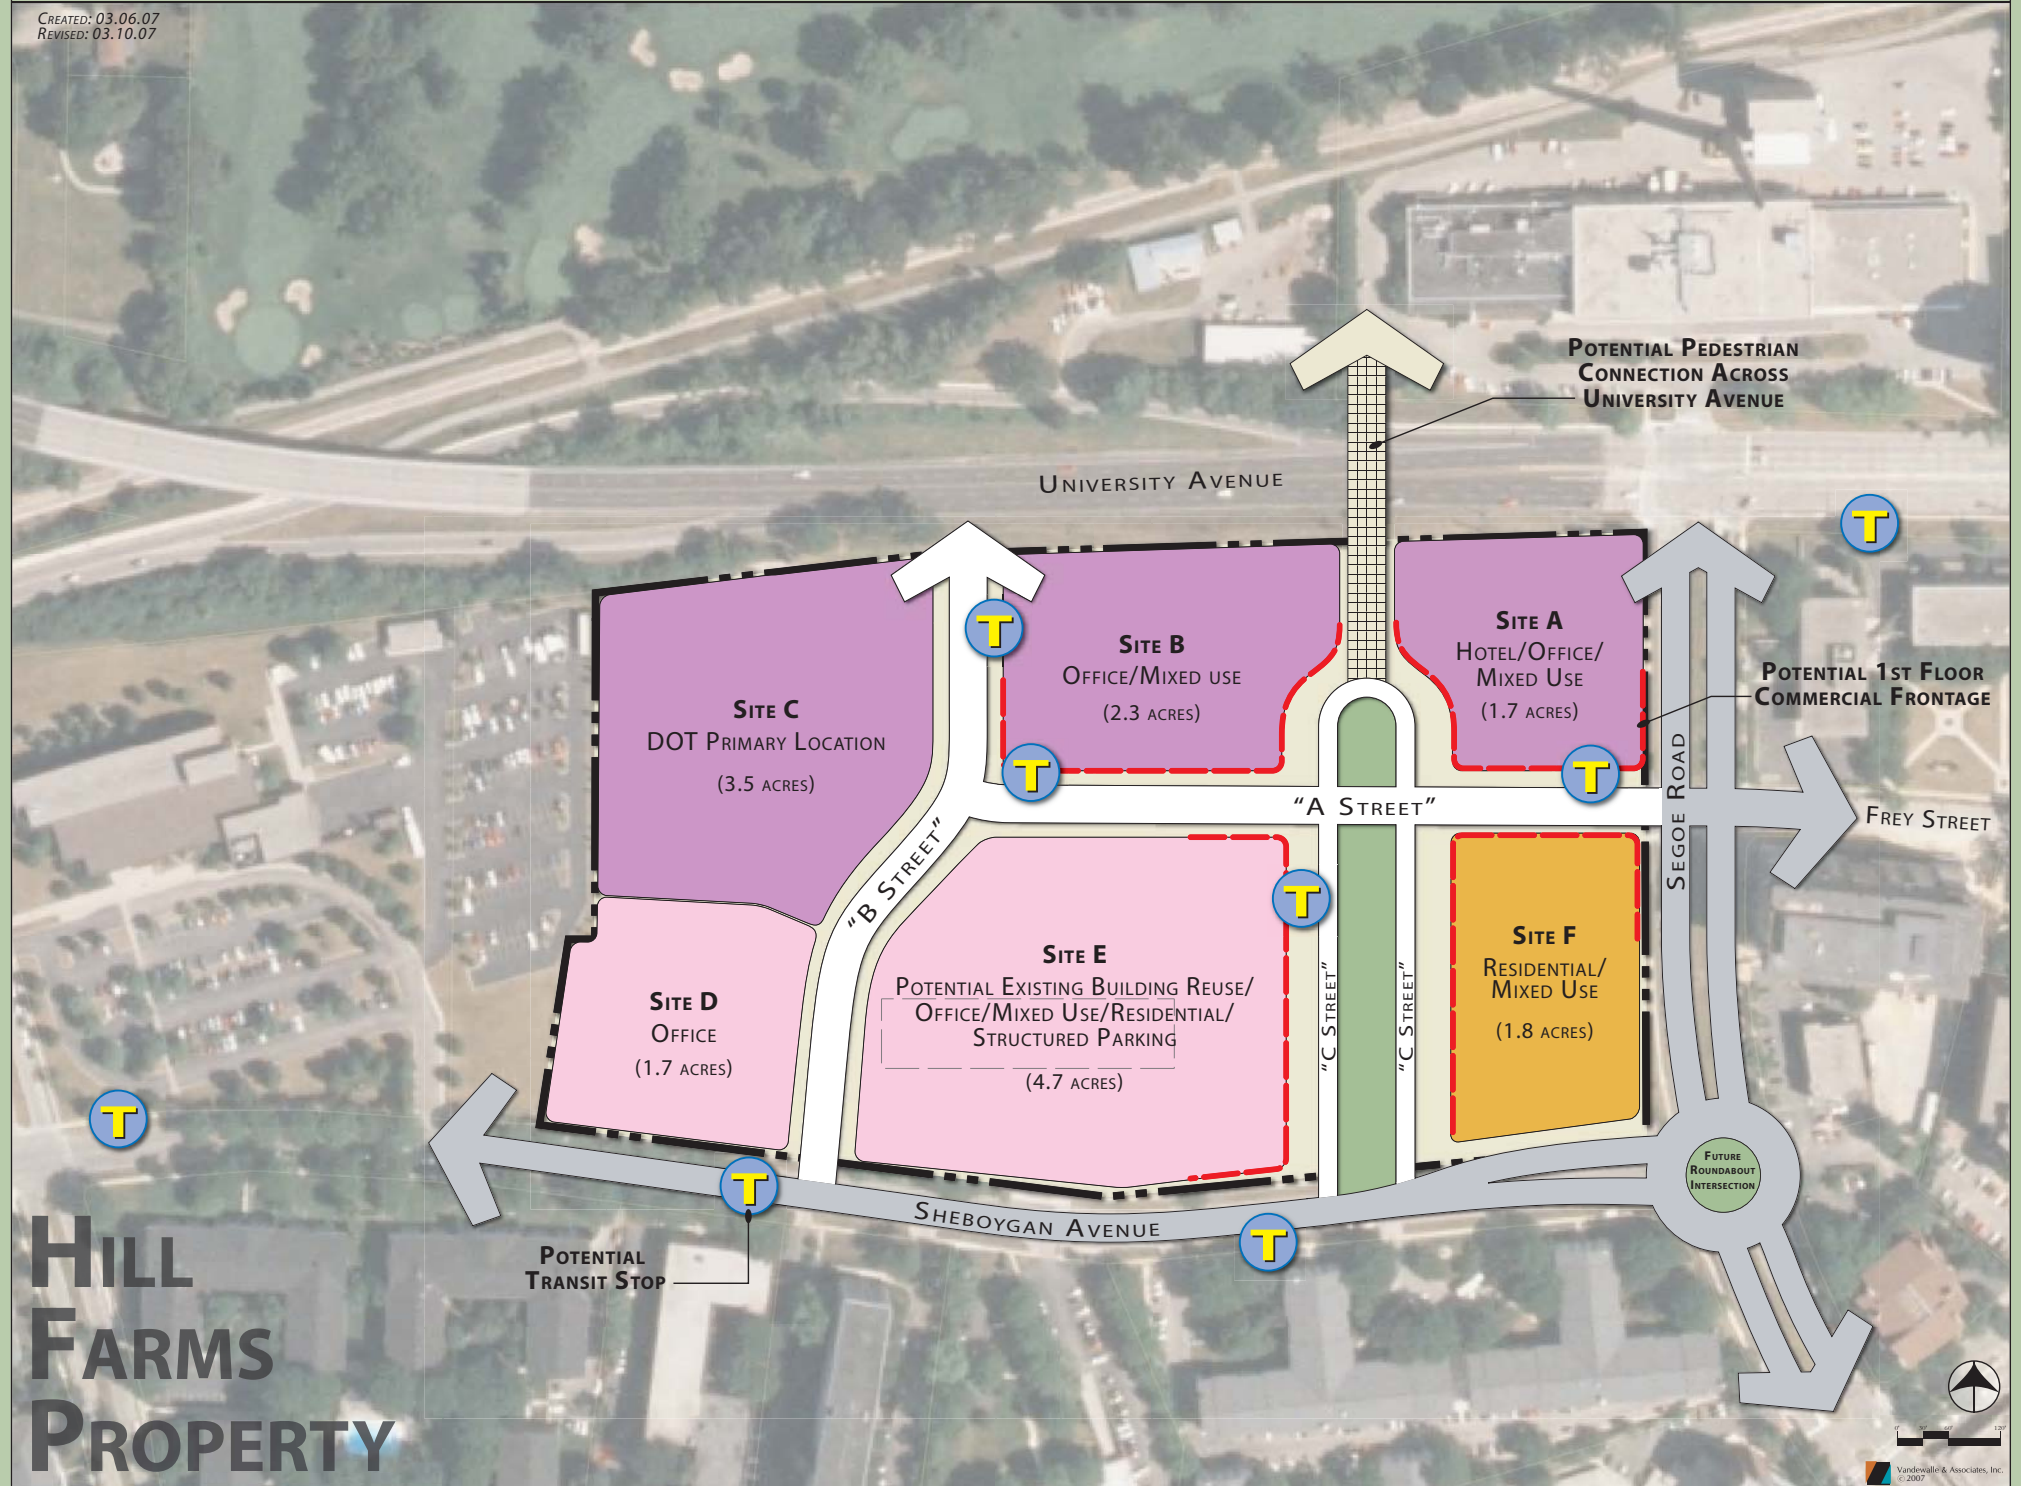 Created: 03.06.07
Revised: 03.10.07
Potential Pedestrian
Connection Across
University Avenue
University Avenue
T
T
Site A
Hotel/Office/
Mixed Use
(1.7 acres)
Site B
Office/Mixed use
(2.3 acres)
Potential 1st Floor
Commercial Frontage
Site C
DOT Primary Location
(3.5 acres)
T
T
"A Street"
Segoe Road
Frey Street
"B Street"
T
Site E
Potential Existing Building Reuse/
Office/Mixed Use/Residential/
Structured Parking
(4.7 acres)
Site F
Residential/
Mixed Use
(1.8 acres)
Site D
Office
(1.7 acres)
"C Street"
"C Street"
T
T
Future
Roundabout
Intersection
Sheboygan Avenue
T
Potential
Transit Stop
Hill
Farms
Property
Vandewalle & Associates, Inc.
© 2007